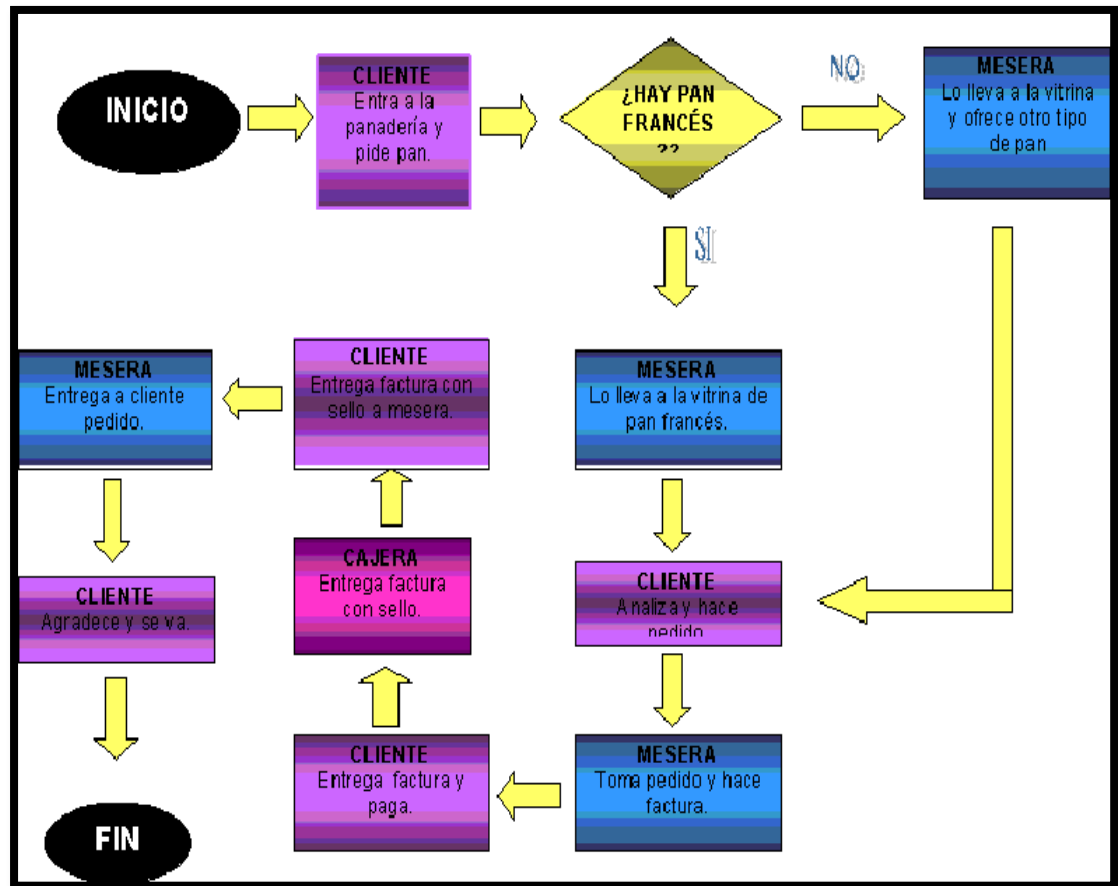 INICIO
CLIENTE
Entra a la
panadería y
pide pan.
¿HAY PAN
FRANCÉS
??
NO
MESERA
Lo lleva a la vitrina
y ofrece otro tipo
de pan
SI
MESERA
Lo lleva a la vitrina de
pan francés.
CLIENTE
Analiza y hace
pedido
MESERA
Toma pedido y hace
factura.
CLIENTE
Entrega factura y
paga.
CAJERA
Entrega factura
con sello.
CLIENTE
Entrega factura con
sello a mesera.
MESERA
Entrega a cliente
pedido.
CLIENTE
Agradece y se va.
FIN